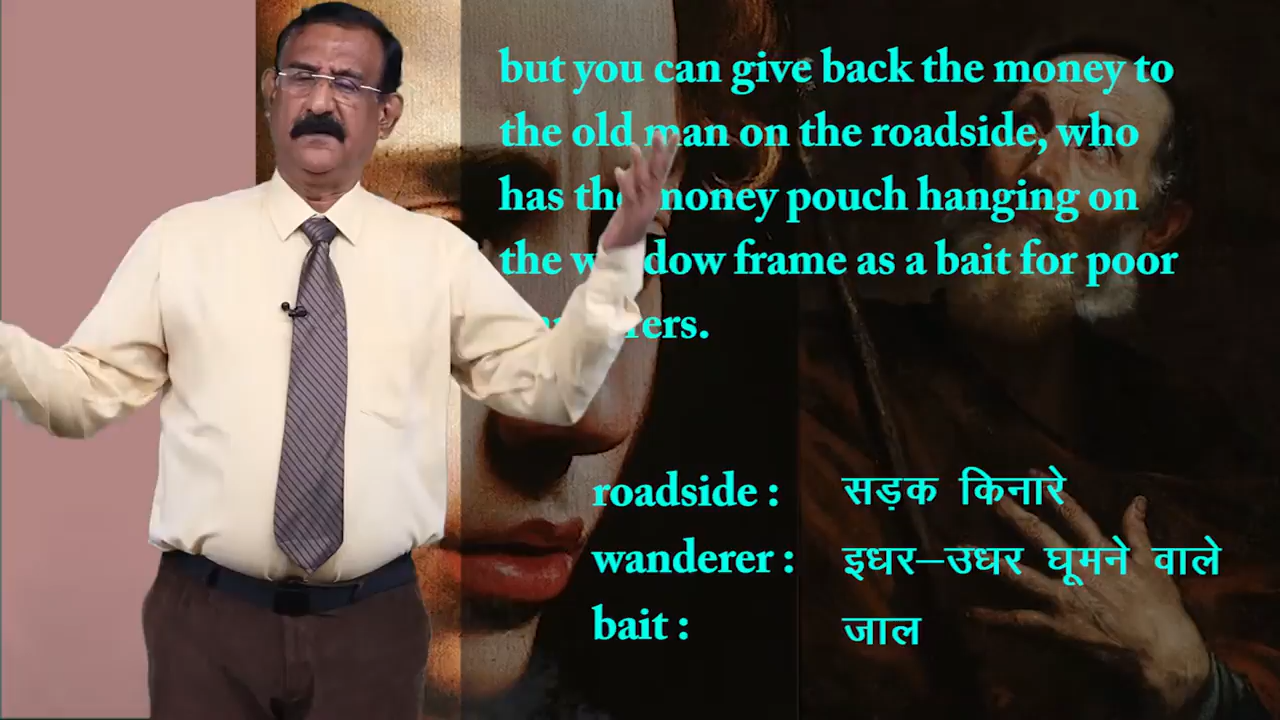 but you can give back the money to
the old man on the roadside, who
has the money pouch hanging on
the window frame as a bait for poor
rers.
roadside : सड़क किनारे
wanderer : इधर–उधर घूमने वाले
bait : जाल